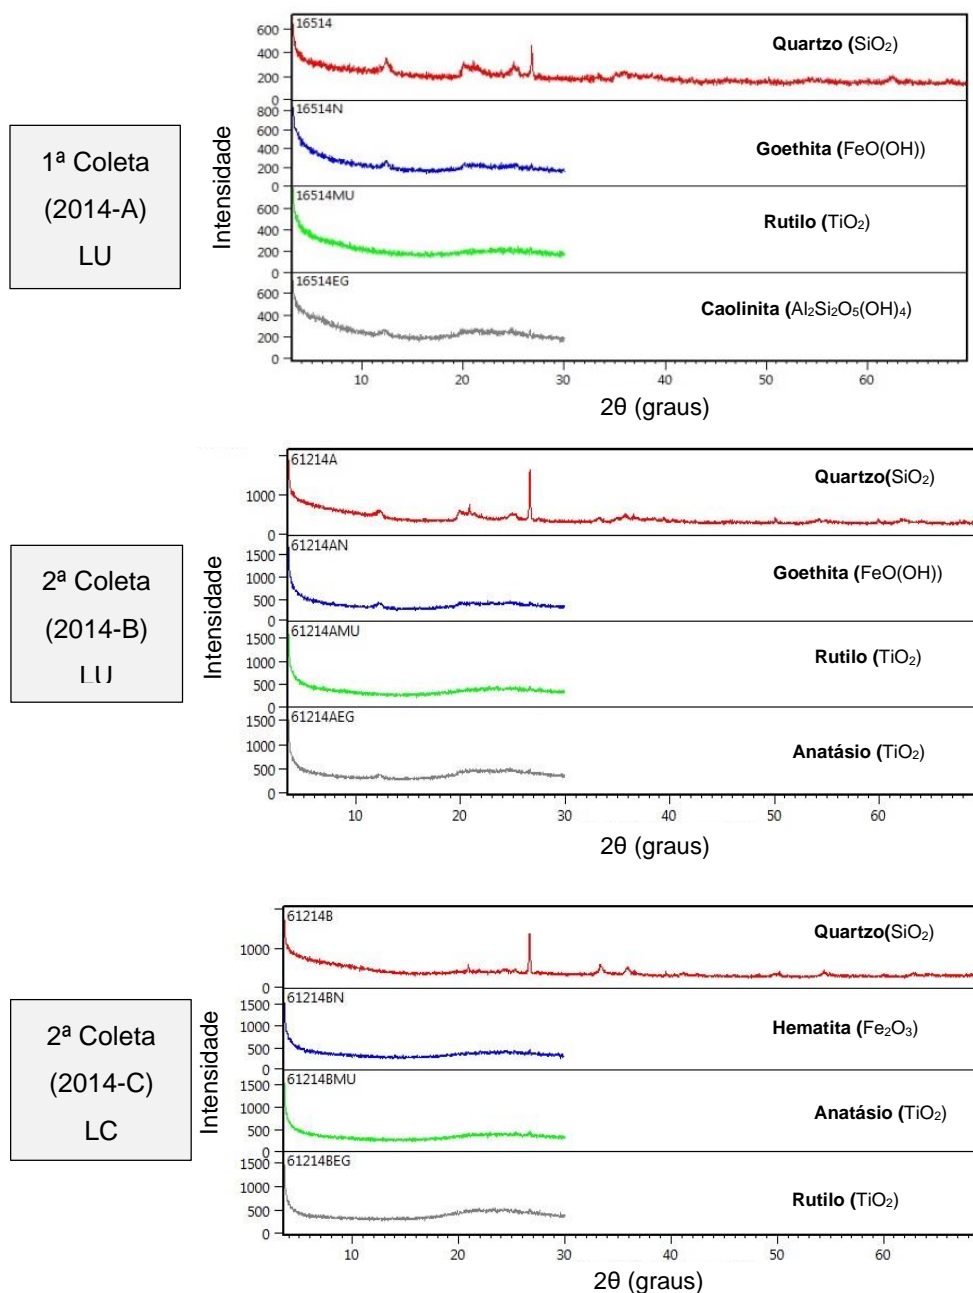 1ª Coleta
(2014-A)
LU
Intensidade
600
400
200
0
16514
Quartzo (SiO₂)
800
600
400
200
0
16514N
Goethita (FeO(OH))
600
400
200
0
16514MU
Rutilo (TiO₂)
600
400
200
0
16514EG
Caolinita (Al₂Si₂O₅(OH)₄)
10 20 30 40 50 60
2θ (graus)
2ª Coleta
(2014-B)
LU
Intensidade
1000
0
61214A
Quartzo(SiO₂)
1500
1000
500
0
61214AN
Goethita (FeO(OH))
1500
1000
500
0
61214AMU
Rutilo (TiO₂)
1500
1000
500
0
61214AEG
Anatásio (TiO₂)
10 20 30 40 50 60
2θ (graus)
2ª Coleta
(2014-C)
LC
Intensidade
1000
0
61214B
Quartzo(SiO₂)
1500
1000
500
0
61214BN
Hematita (Fe₂O₃)
1500
1000
500
0
61214BMU
Anatásio (TiO₂)
1500
1000
500
0
61214BEG
Rutilo (TiO₂)
10 20 30 40 50 60
2θ (graus)